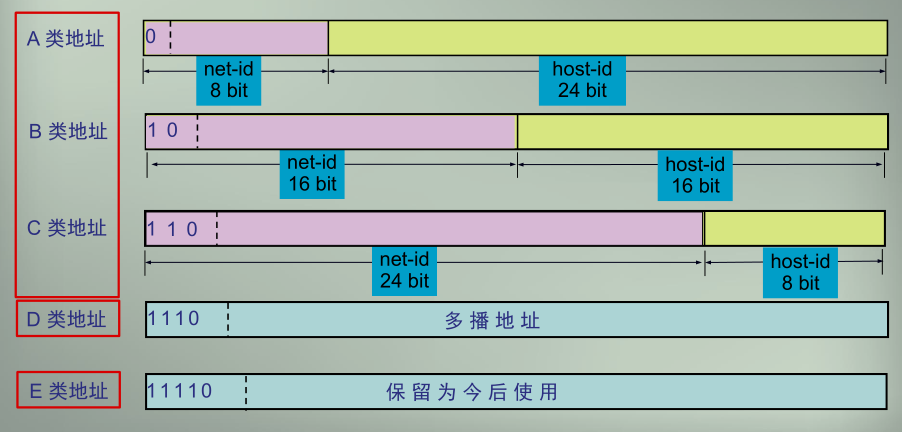 A 类地址
0
net-id
8 bit
host-id
24 bit
B 类地址
1 0
net-id
16 bit
host-id
16 bit
C 类地址
1 1 0
net-id
24 bit
host-id
8 bit
D 类地址
1110
多播地址
E 类地址
11110
保留为今后使用